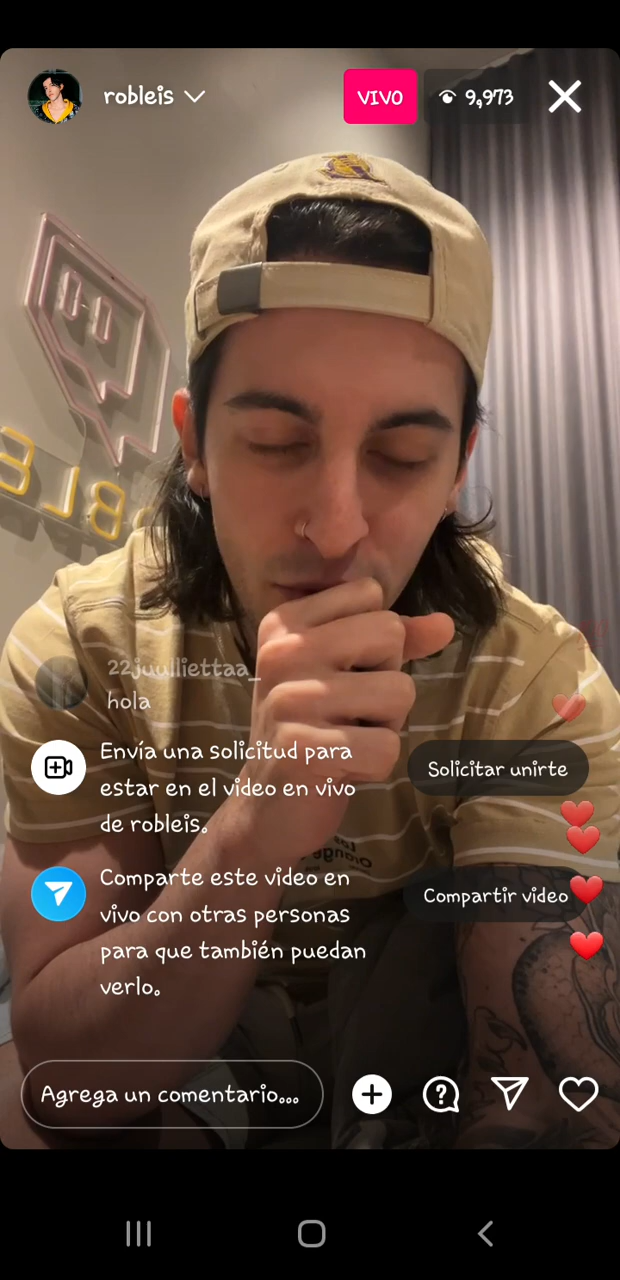 robleis
VIVO
9,973
22juulliettaa_
hola
Envía una solicitud para
estar en el video en vivo
de robleis.
Solicitar unirte
Comparte este video en
vivo con otras personas
para que también puedan
verlo.
Compartir video
Agrega un comentario...